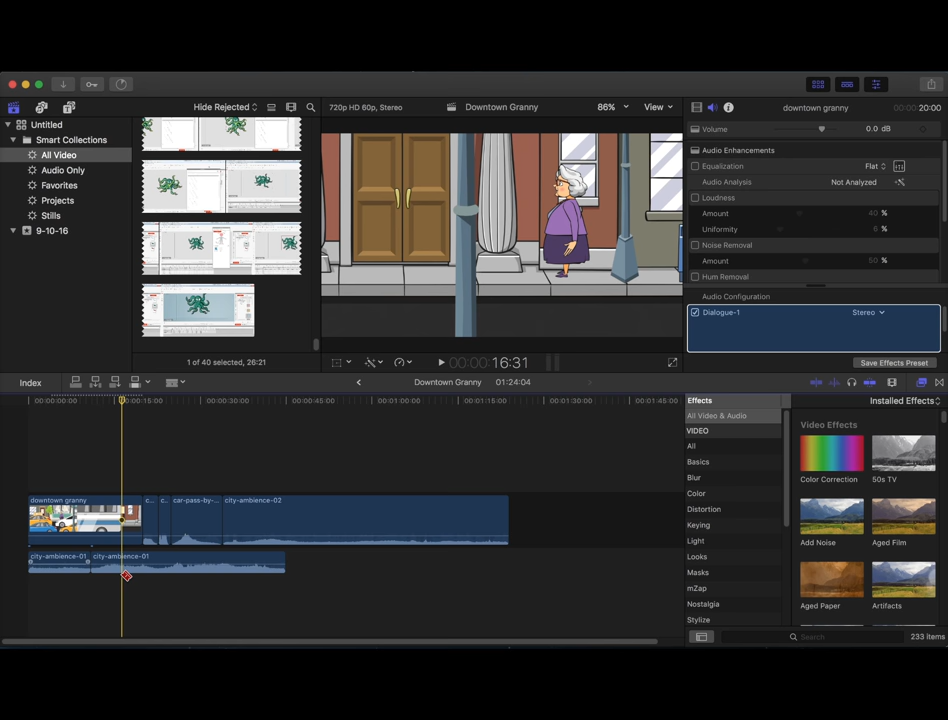 Hide Rejected
720p HD 60p, Stereo
Downtown Granny
86%
View
downtown granny
00:00:20:00
Untitled
Smart Collections
All Video
Audio Only
Favorites
Projects
Stills
9-10-16
Volume
0.0 dB
Audio Enhancements
Equalization
Flat
Audio Analysis
Not Analyzed
Loudness
Amount
40 %
Uniformity
6 %
Noise Removal
Amount
50 %
Hum Removal
Audio Configuration
Dialogue-1
Stereo
1 of 40 selected, 26:21
00:00:16:31
Save Effects Preset
Index
Downtown Granny
01:24:04
00:00:00:00
00:00:15:00
00:00:30:00
00:00:45:00
00:01:00:00
00:01:15:00
00:01:30:00
00:01:45:00
downtown granny
c...
c...
car-pass-by-...
city-ambience-02
city-ambience-01
city-ambience-01
Effects
Installed Effects
All Video & Audio
VIDEO
All
Basics
Blur
Color
Distortion
Keying
Light
Looks
Masks
mZap
Nostalgia
Stylize
Video Effects
Color Correction
50s TV
Add Noise
Aged Film
Aged Paper
Artifacts
Search
233 items